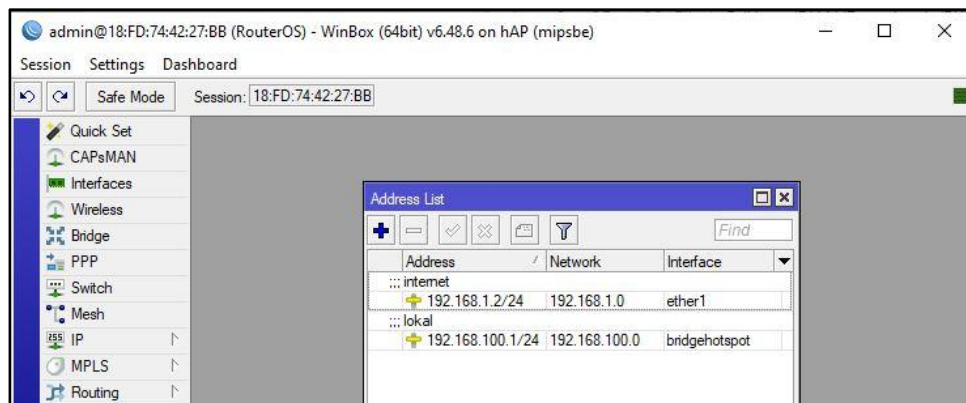 admin@18:FD:74:42:27:BB (RouterOS) - WinBox (64bit) v6.48.6 on hAP (mipsbe)
Session Settings Dashboard
Safe Mode Session: 18:FD:74:42:27:BB
Quick Set
CAPsMAN
Interfaces
Wireless
Bridge
PPP
Switch
Mesh
IP
MPLS
Routing
Address List
Find
Address Network Interface
;;; internet
192.168.1.2/24 192.168.1.0 ether1
;;; lokal
192.168.100.1/24 192.168.100.0 bridgehotspot